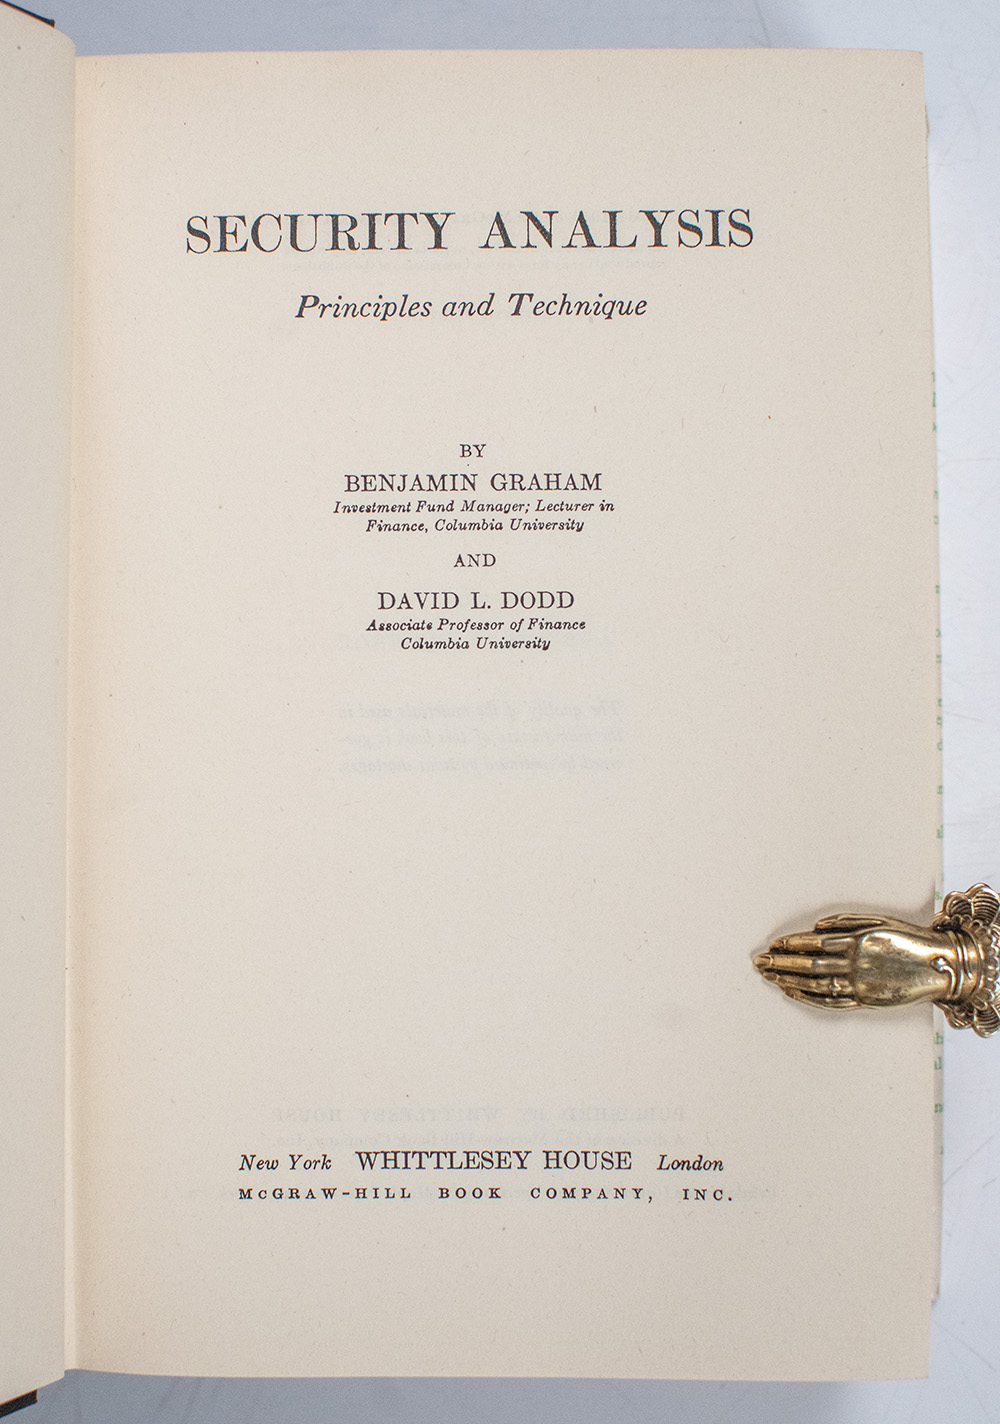 SECURITY ANALYSIS
Principles and Technique
BY
BENJAMIN GRAHAM
Investment Fund Manager; Lecturer in
Finance, Columbia University
AND
DAVID L. DODD
Associate Professor of Finance
Columbia University
New York WHITTLESEY HOUSE London
MCGRAW-HILL BOOK COMPANY, INC.